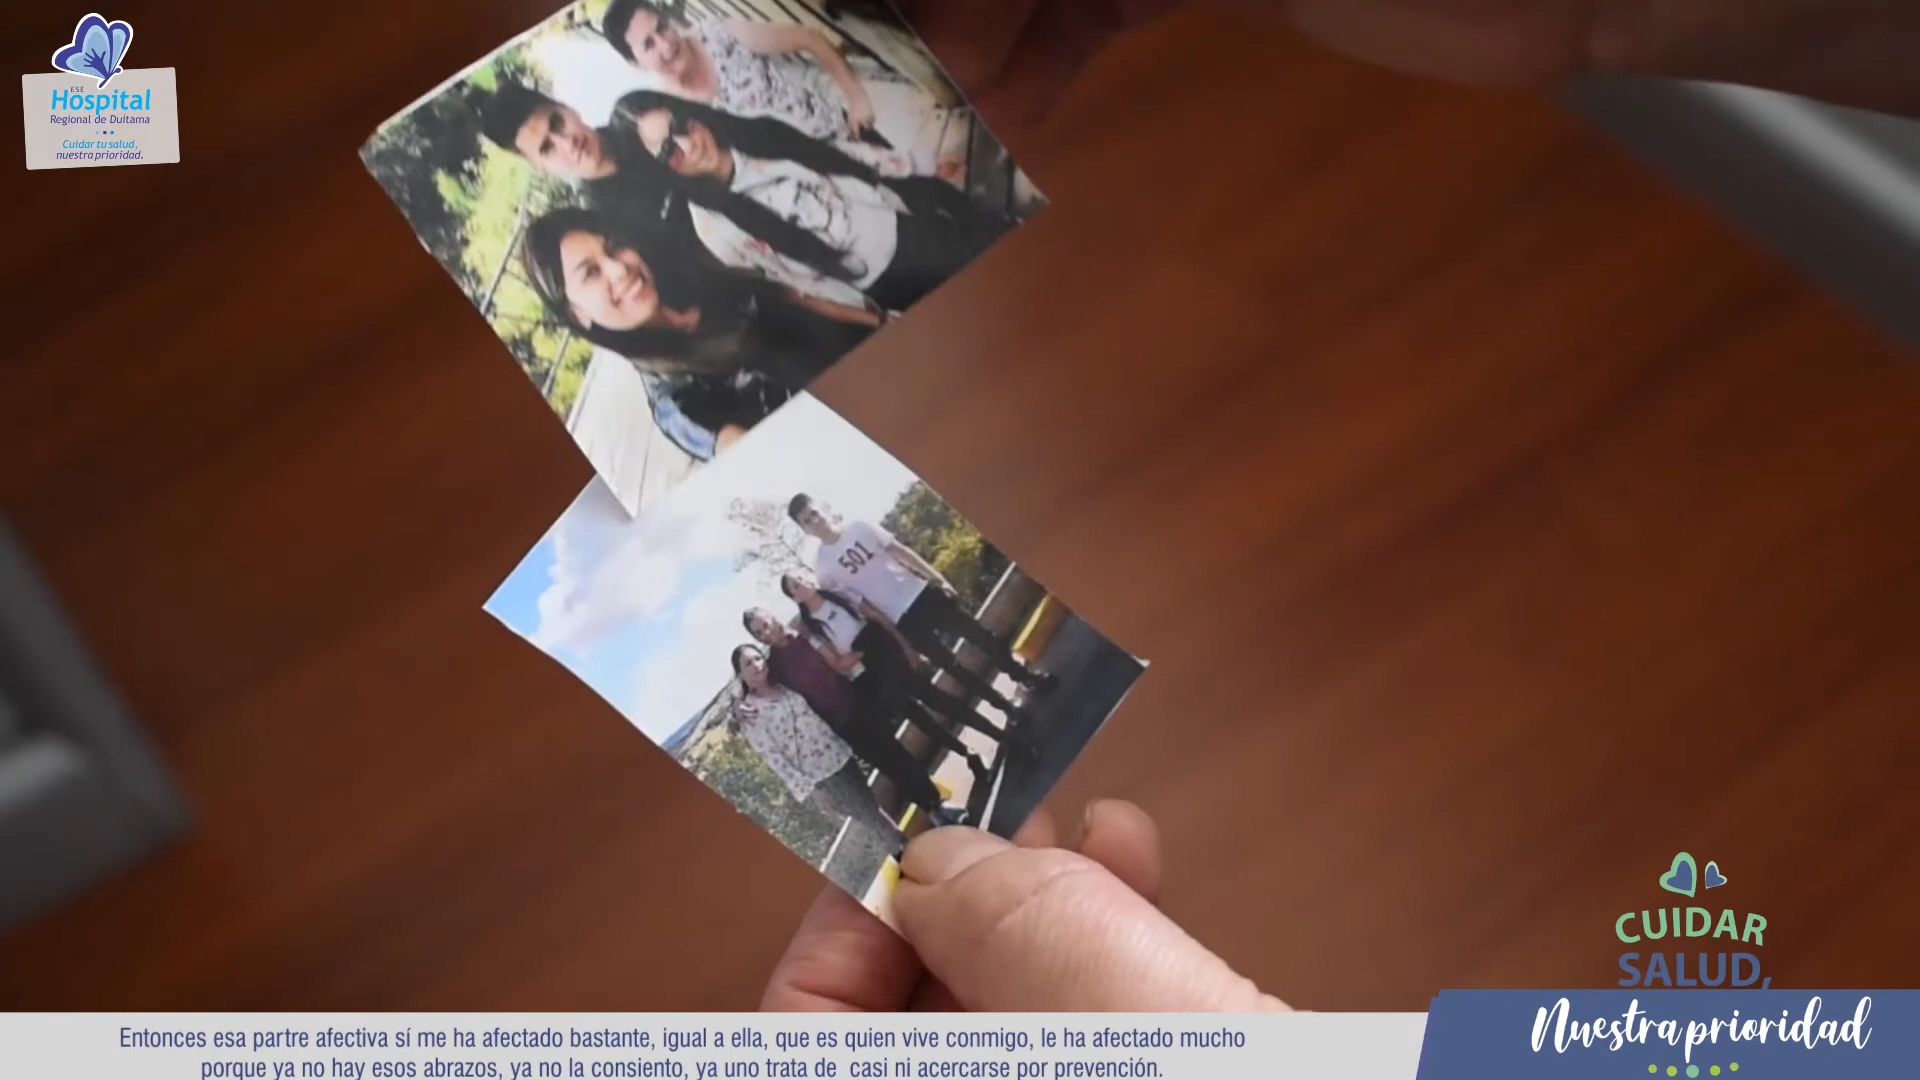 ESE
Hospital
Regional de Duitama
Cuidar tu salud,
nuestra prioridad.
501
CUIDAR
SALUD,
Nuestra prioridad
Entonces esa partre afectiva sí me ha afectado bastante, igual a ella, que es quien vive conmigo, le ha afectado mucho
porque ya no hay esos abrazos, ya no la consiento, ya uno trata de casi ni acercarse por prevención.